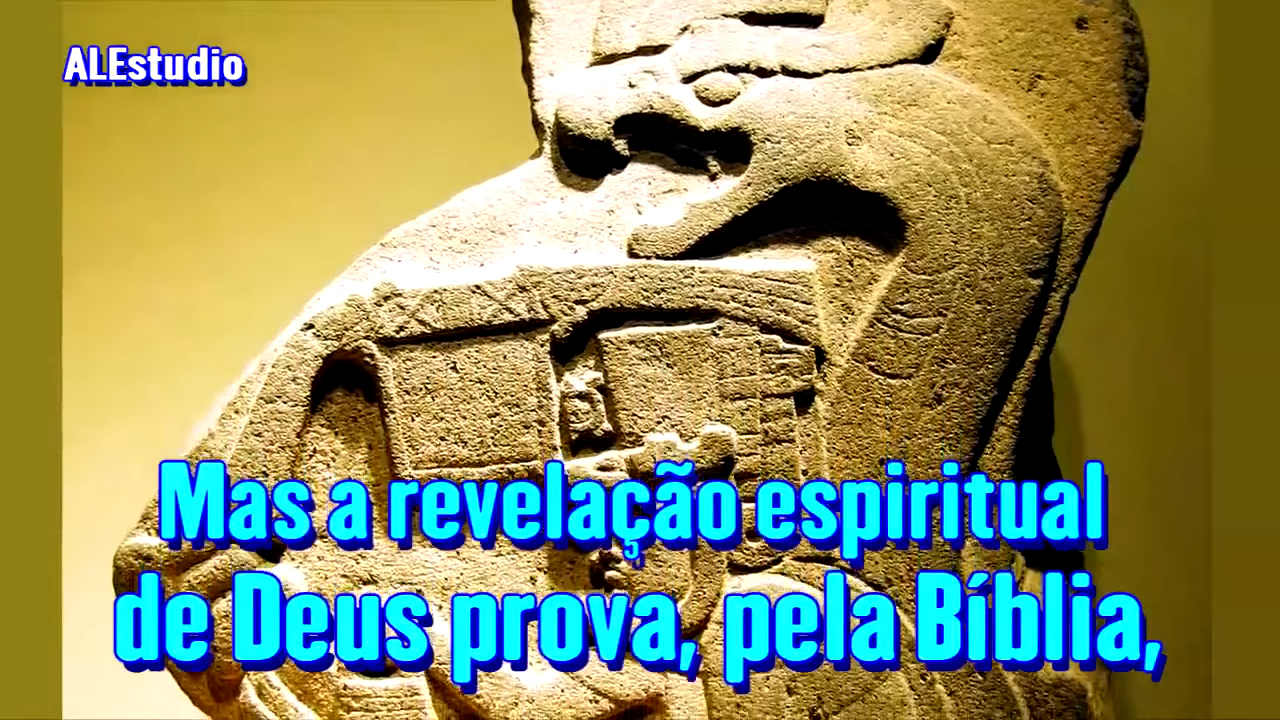 ALEstudio
Mas a revelação espiritual
de Deus prova, pela Bíblia,